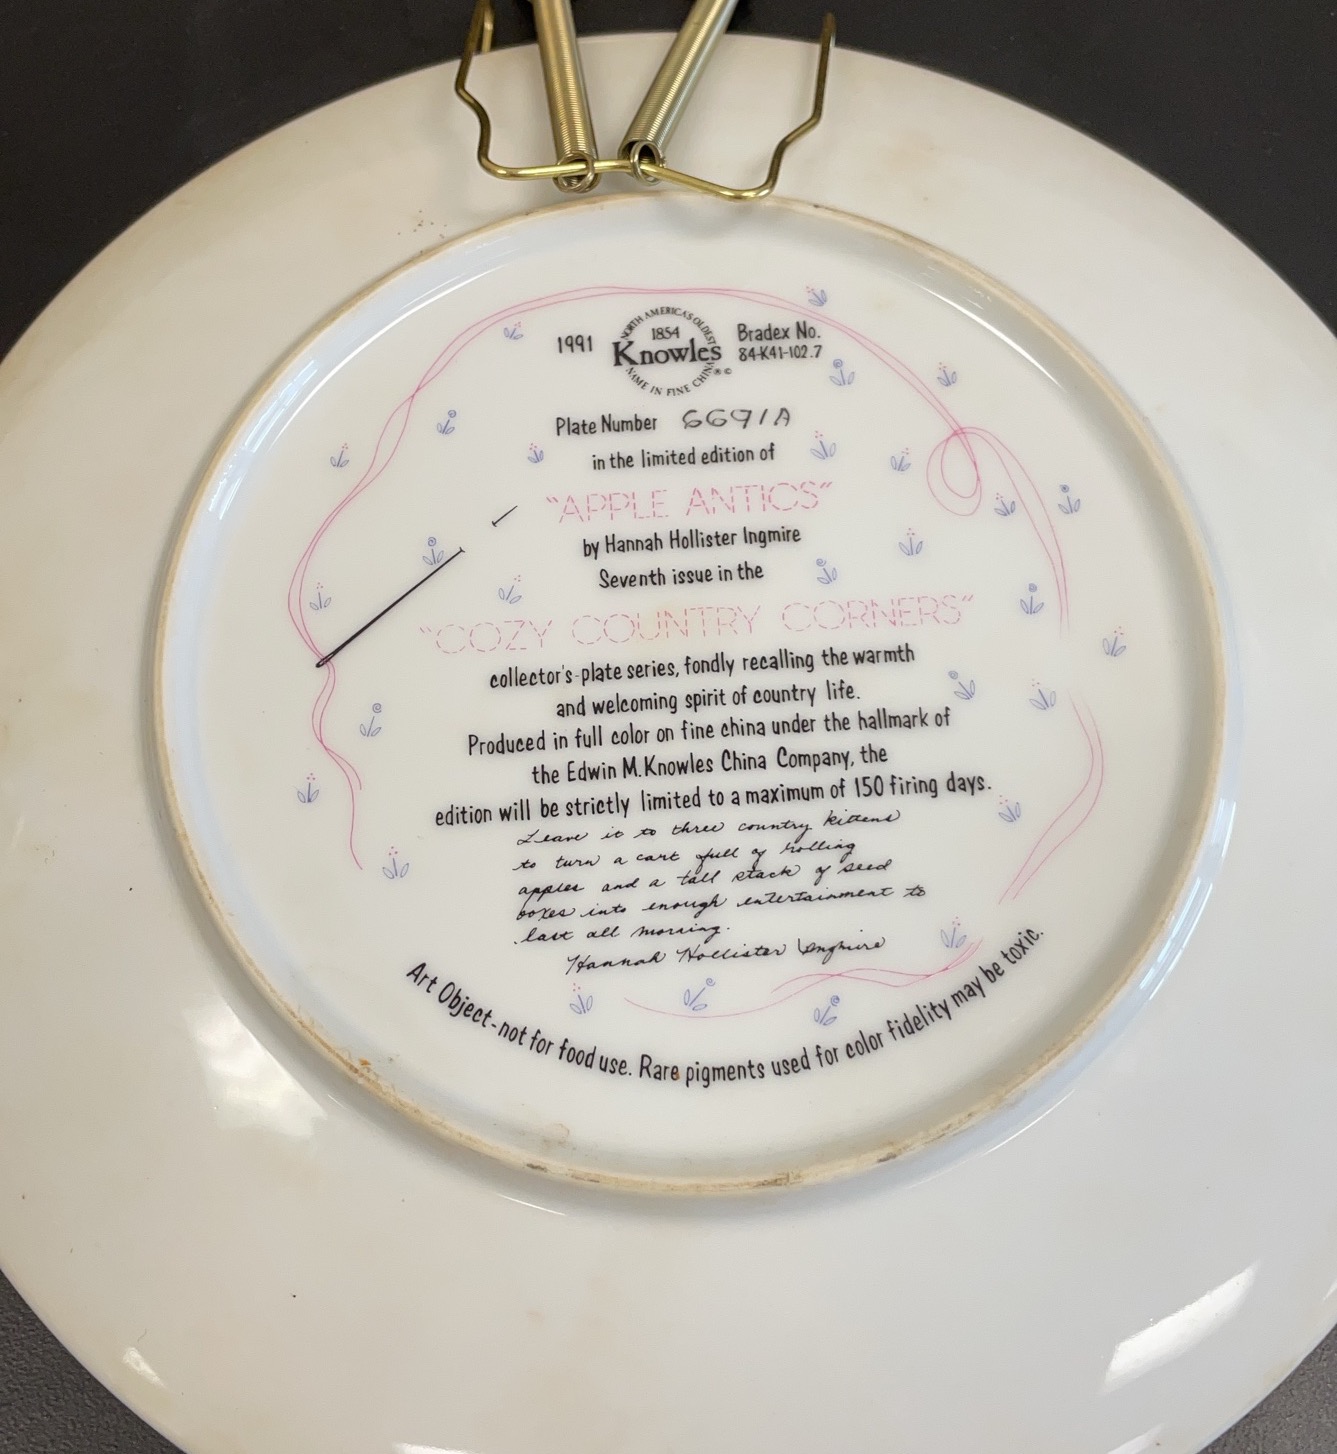 1991
NORTH AMERICA'S OLDEST
1854
Knowles
NAME IN FINE CHINA
®©
Bradex No.
84-K41-102.7
Plate Number 6691A
in the limited edition of
"APPLE ANTICS"
by Hannah Hollister Ingmire
Seventh issue in the
"COZY COUNTRY CORNERS"
collector's-plate series, fondly recalling the warmth
and welcoming spirit of country life.
Produced in full color on fine china under the hallmark of
the Edwin M. Knowles China Company, the
edition will be strictly limited to a maximum of 150 firing days.
Leave it to three country kittens
to turn a cart full of rolling
apples and a tall stack of seed
boxes into enough entertainment to
last all morning.
Hannah Hollister Ingmire
Art Object-not for food use. Rare pigments used for color fidelity may be toxic.